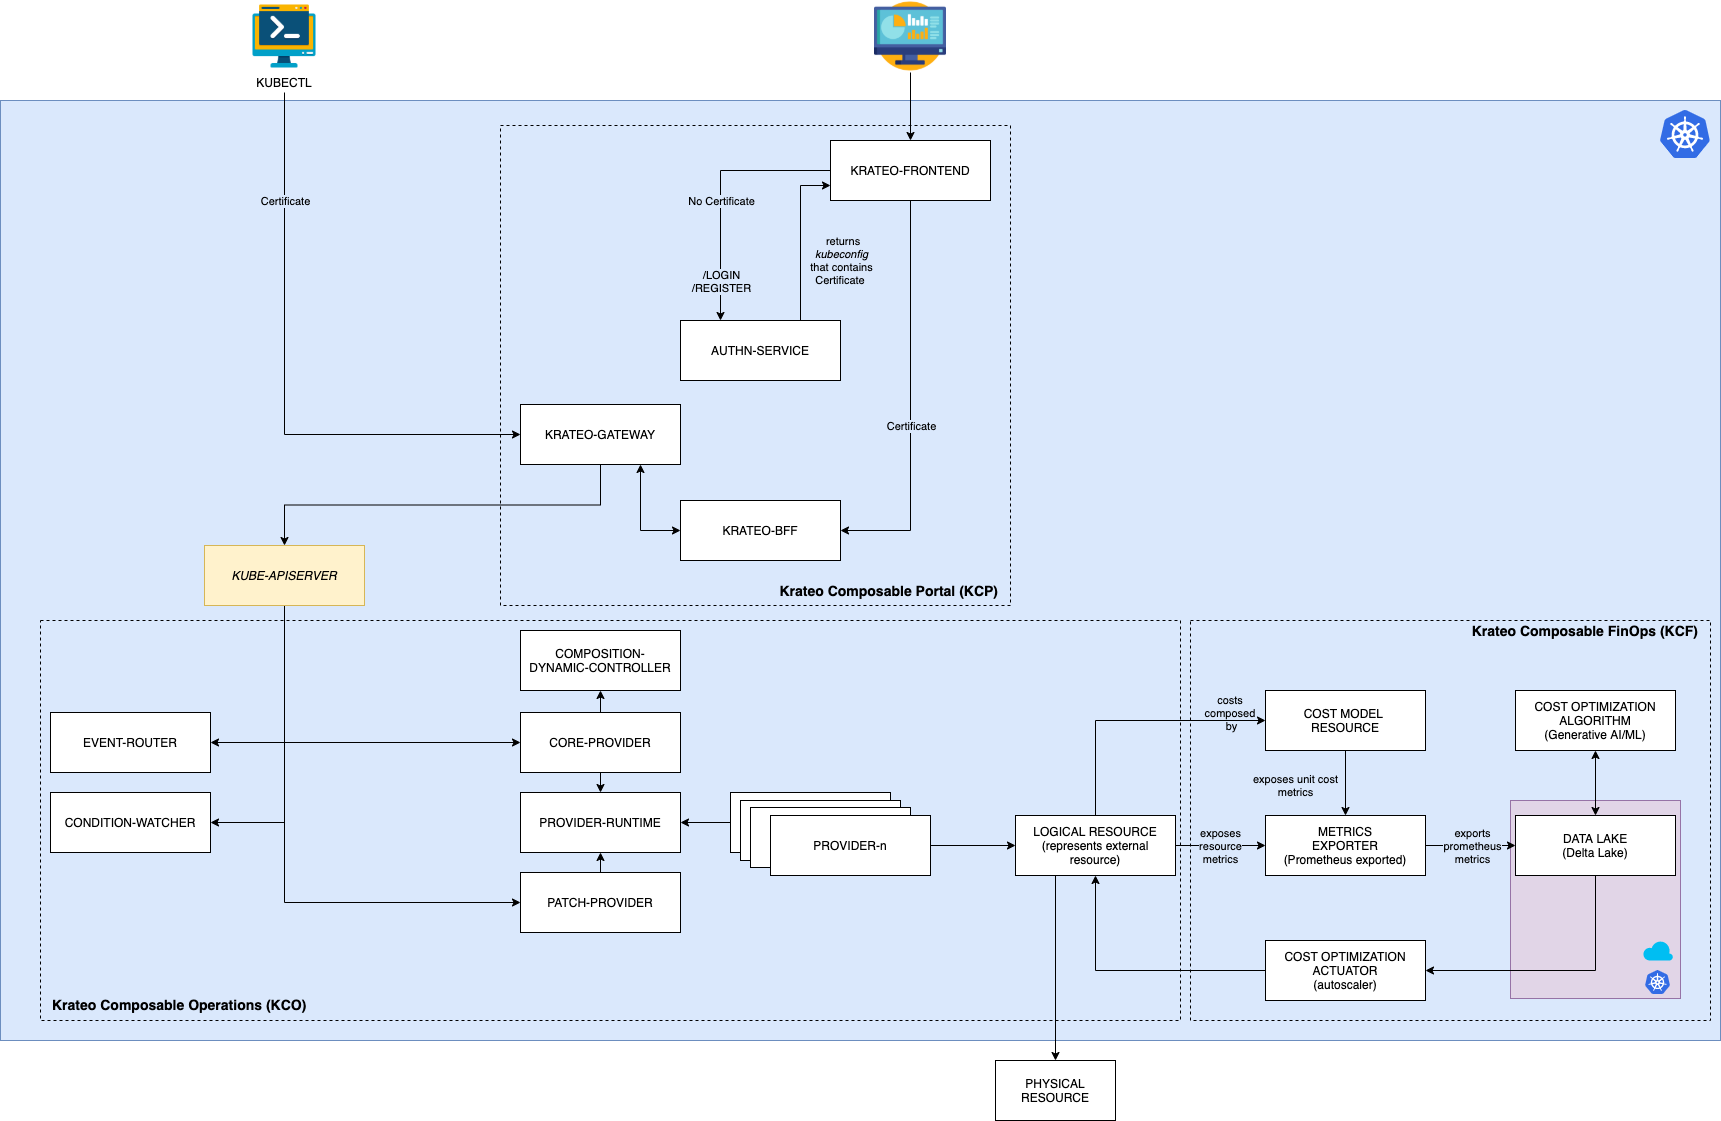 KUBECTL
Certificate
KRATEO-FRONTEND
No Certificate
returns
kubeconfig
that contains
Certificate
/LOGIN
/REGISTER
AUTHN-SERVICE
KRATEO-GATEWAY
Certificate
KRATEO-BFF
KUBE-APISERVER
Krateo Composable Portal (KCP)
Krateo Composable FinOps (KCF)
COMPOSITION-
DYNAMIC-CONTROLLER
EVENT-ROUTER
CORE-PROVIDER
CONDITION-WATCHER
PROVIDER-RUNTIME
PROVIDER-n
PATCH-PROVIDER
LOGICAL RESOURCE
(represents external
resource)
costs
composed
by
COST MODEL
RESOURCE
COST OPTIMIZATION
ALGORITHM
(Generative AI/ML)
exposes unit cost
metrics
exposes
resource
metrics
METRICS
EXPORTER
(Prometheus exported)
exports
prometheus
metrics
DATA LAKE
(Delta Lake)
COST OPTIMIZATION
ACTUATOR
(autoscaler)
Krateo Composable Operations (KCO)
PHYSICAL
RESOURCE